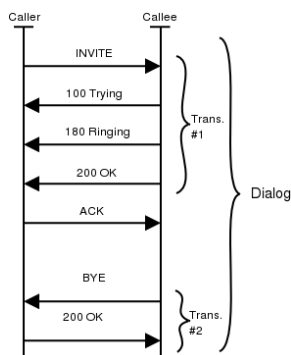 Caller
Callee
INVITE
100 Trying
180 Ringing
Trans.
#1
200 OK
Dialog
ACK
BYE
200 OK
Trans.
#2